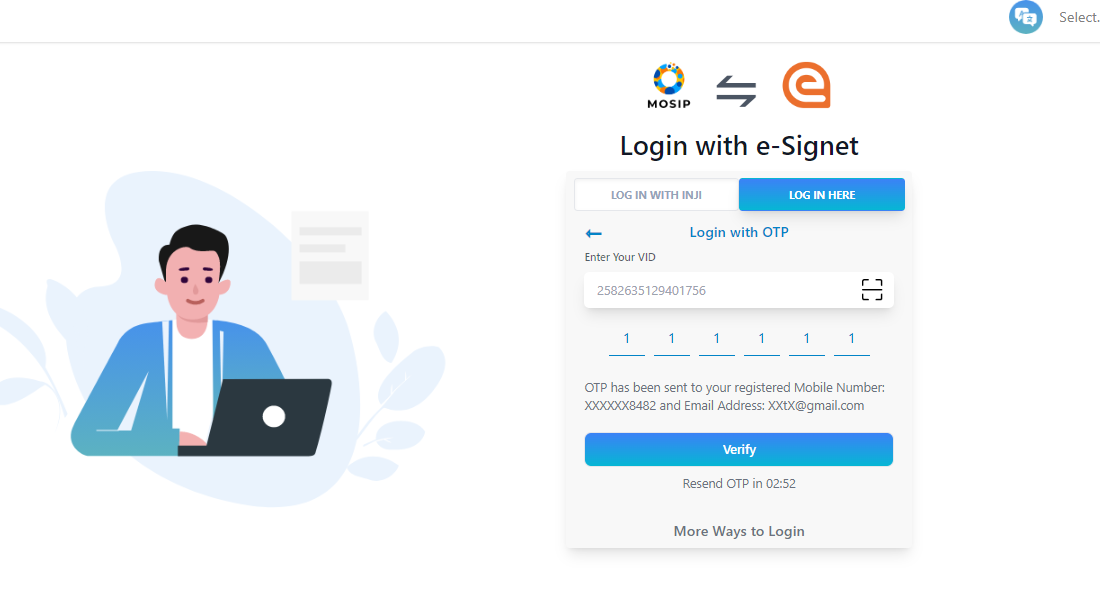 Select.
MOSIP
Login with e-Signet
LOG IN WITH INJI
LOG IN HERE
Login with OTP
Enter Your VID
2582635129401756
1 1 1 1 1 1
OTP has been sent to your registered Mobile Number:
XXXXXX8482 and Email Address: XXtX@gmail.com
Verify
Resend OTP in 02:52
More Ways to Login